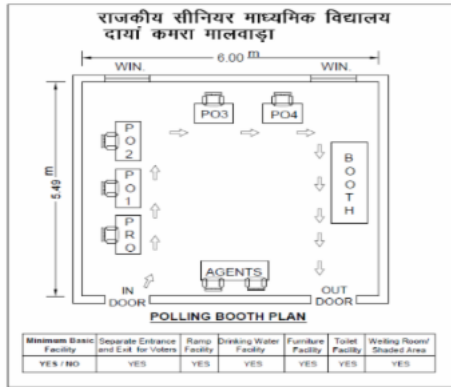 राजकीय सीनियर माध्यमिक विद्यालय
दायां कमरा मालवाड़ा
6.00 m
WIN. WIN.
PO3 PO4
PO2
BOOTH
5.49 m
PO1
PRO
AGENTS
IN DOOR
OUT DOOR
POLLING BOOTH PLAN
Minimum Basic Facility Separate Entrance and Exit for Voters Ramp Facility Drinking Water Facility Furniture Facility Toilet Facility Waiting Room/ Shaded Area
YES / NO YES YES YES YES YES YES